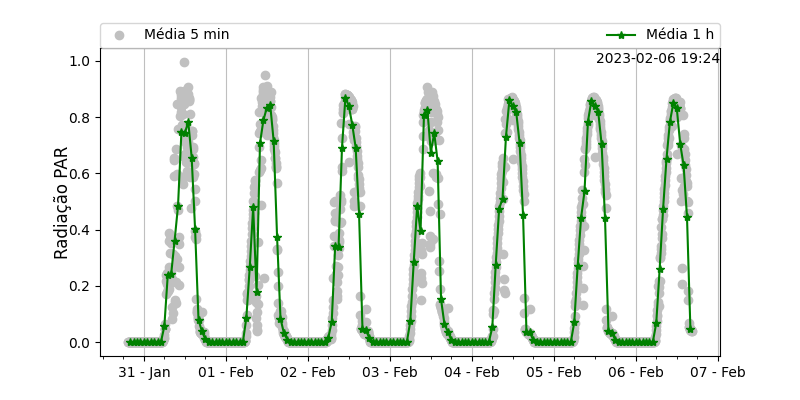 Média 5 min
Média 1 h
2023-02-06 19:24
Radiação PAR
1.0
0.8
0.6
0.4
0.2
0.0
31 - Jan
01 - Feb
02 - Feb
03 - Feb
04 - Feb
05 - Feb
06 - Feb
07 - Feb